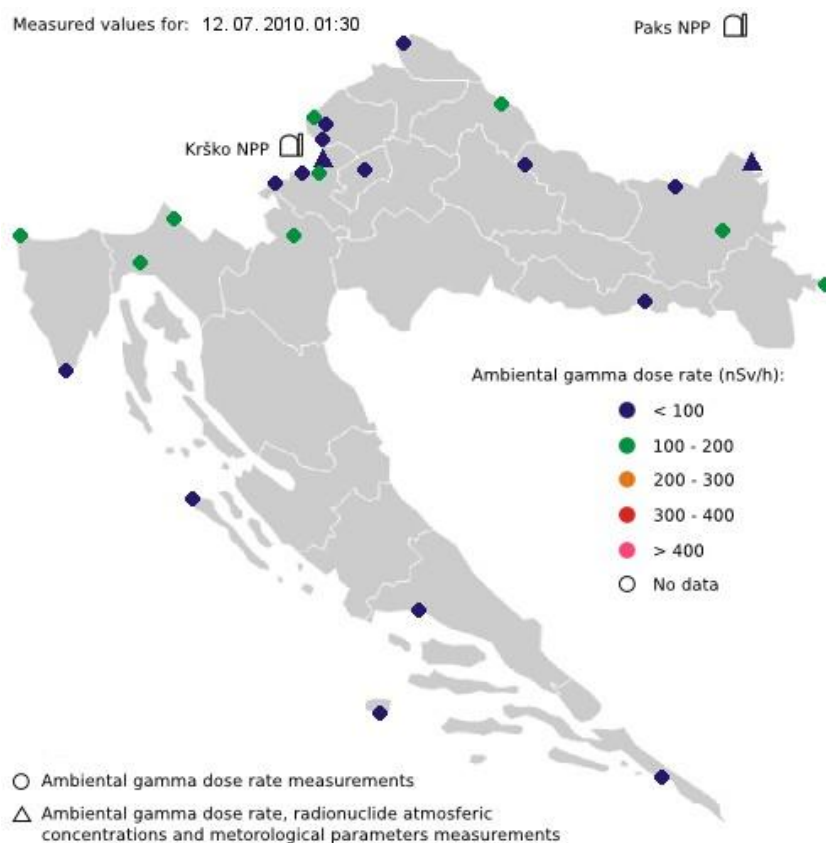 Measured values for: 12. 07. 2010. 01:30
Paks NPP
Krško NPP
Ambiental gamma dose rate (nSv/h):
< 100
100 - 200
200 - 300
300 - 400
> 400
No data
Ambiental gamma dose rate measurements
Ambiental gamma dose rate, radionuclide atmosferic
concentrations and metorological parameters measurements